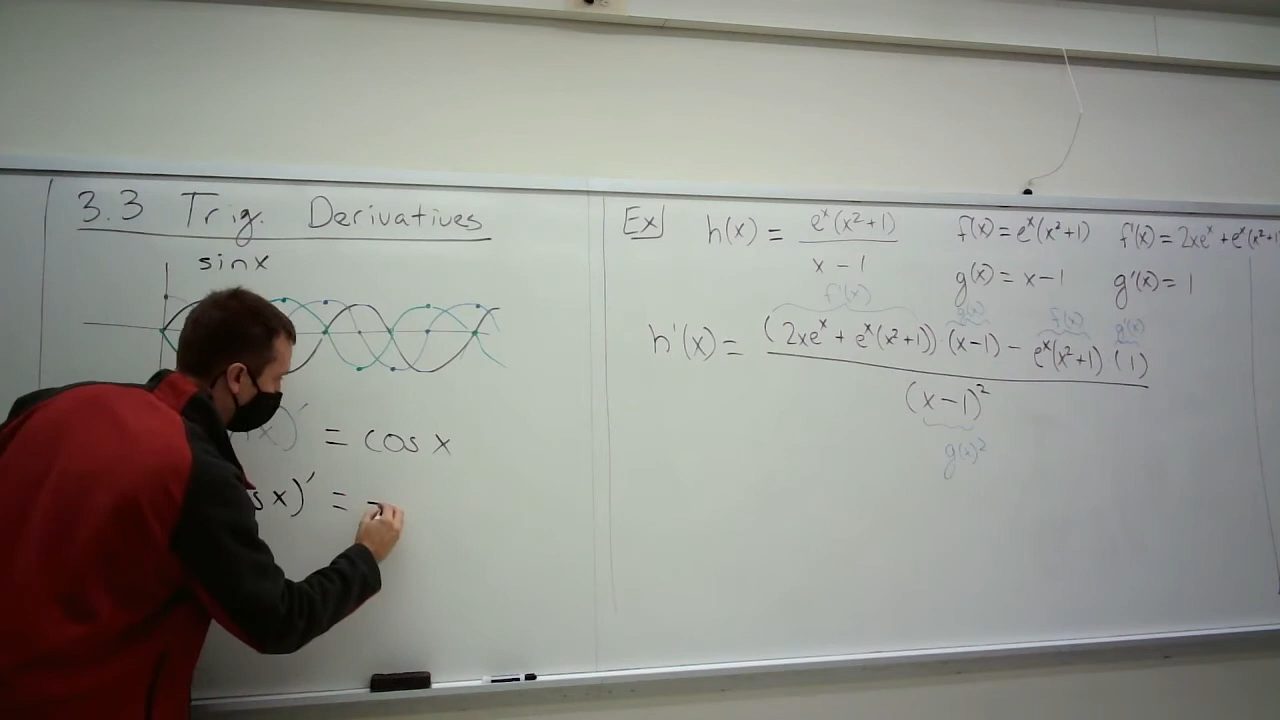 3.3 Trig. Derivatives
sin x
x)′ = cos x
s x)′ = -
Ex] h(x) = e^x(x²+1) / x - 1
f(x) = e^x(x²+1) f'(x) = 2xe^x + e^x(x²+1
g(x) = x - 1 g'(x) = 1
f'(x) g(x) f(x) g'(x)
h'(x) = (2xe^x + e^x(x²+1)) (x-1) - e^x(x²+1) (1) / (x-1)²
g(x)²